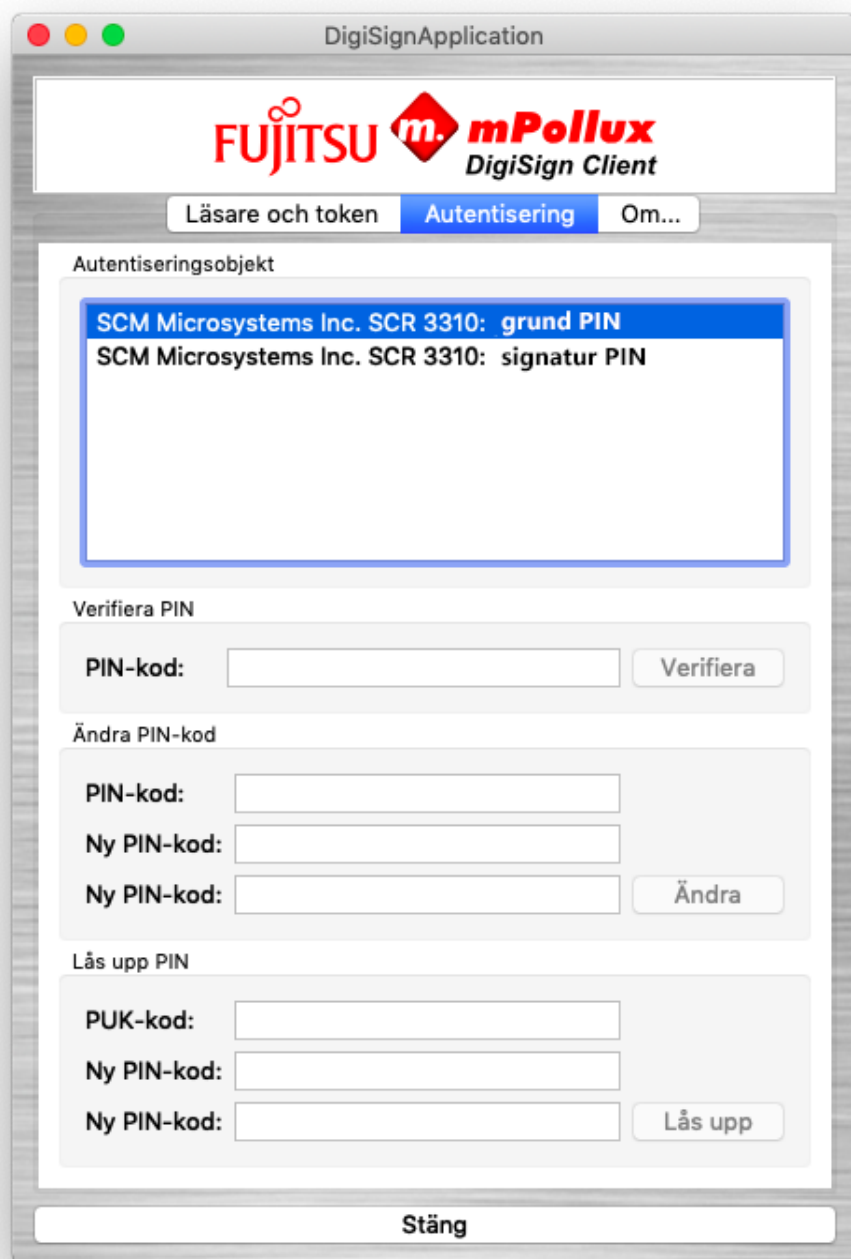 DigiSignApplication
FUJITSU m. mPollux
DigiSign Client
Läsare och token Autentisering Om...
Autentiseringsobjekt
SCM Microsystems Inc. SCR 3310: grund PIN
SCM Microsystems Inc. SCR 3310: signatur PIN
Verifiera PIN
PIN-kod: Verifiera
Ändra PIN-kod
PIN-kod:
Ny PIN-kod:
Ny PIN-kod: Ändra
Lås upp PIN
PUK-kod:
Ny PIN-kod:
Ny PIN-kod: Lås upp
Stäng